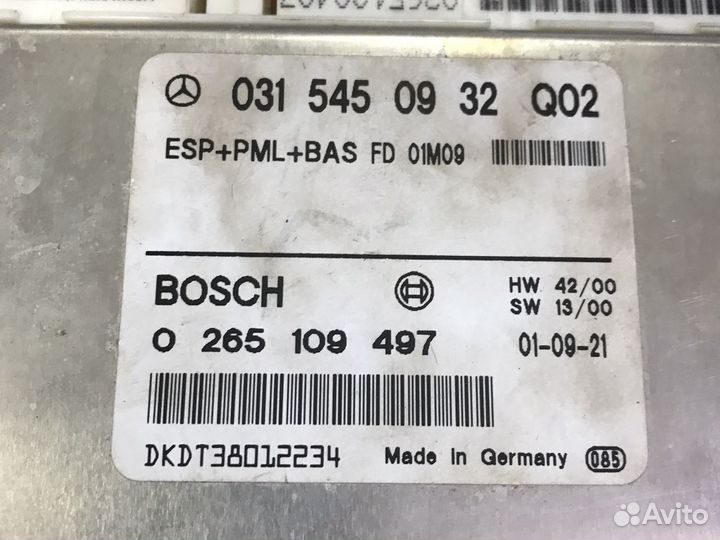 031 545 09 32 Q02
ESP+PML+BAS FD 01M09
BOSCH
HW 42/00
SW 13/00
0 265 109 497
01-09-21
DKDT38012234
Made In Germany
085
Avito